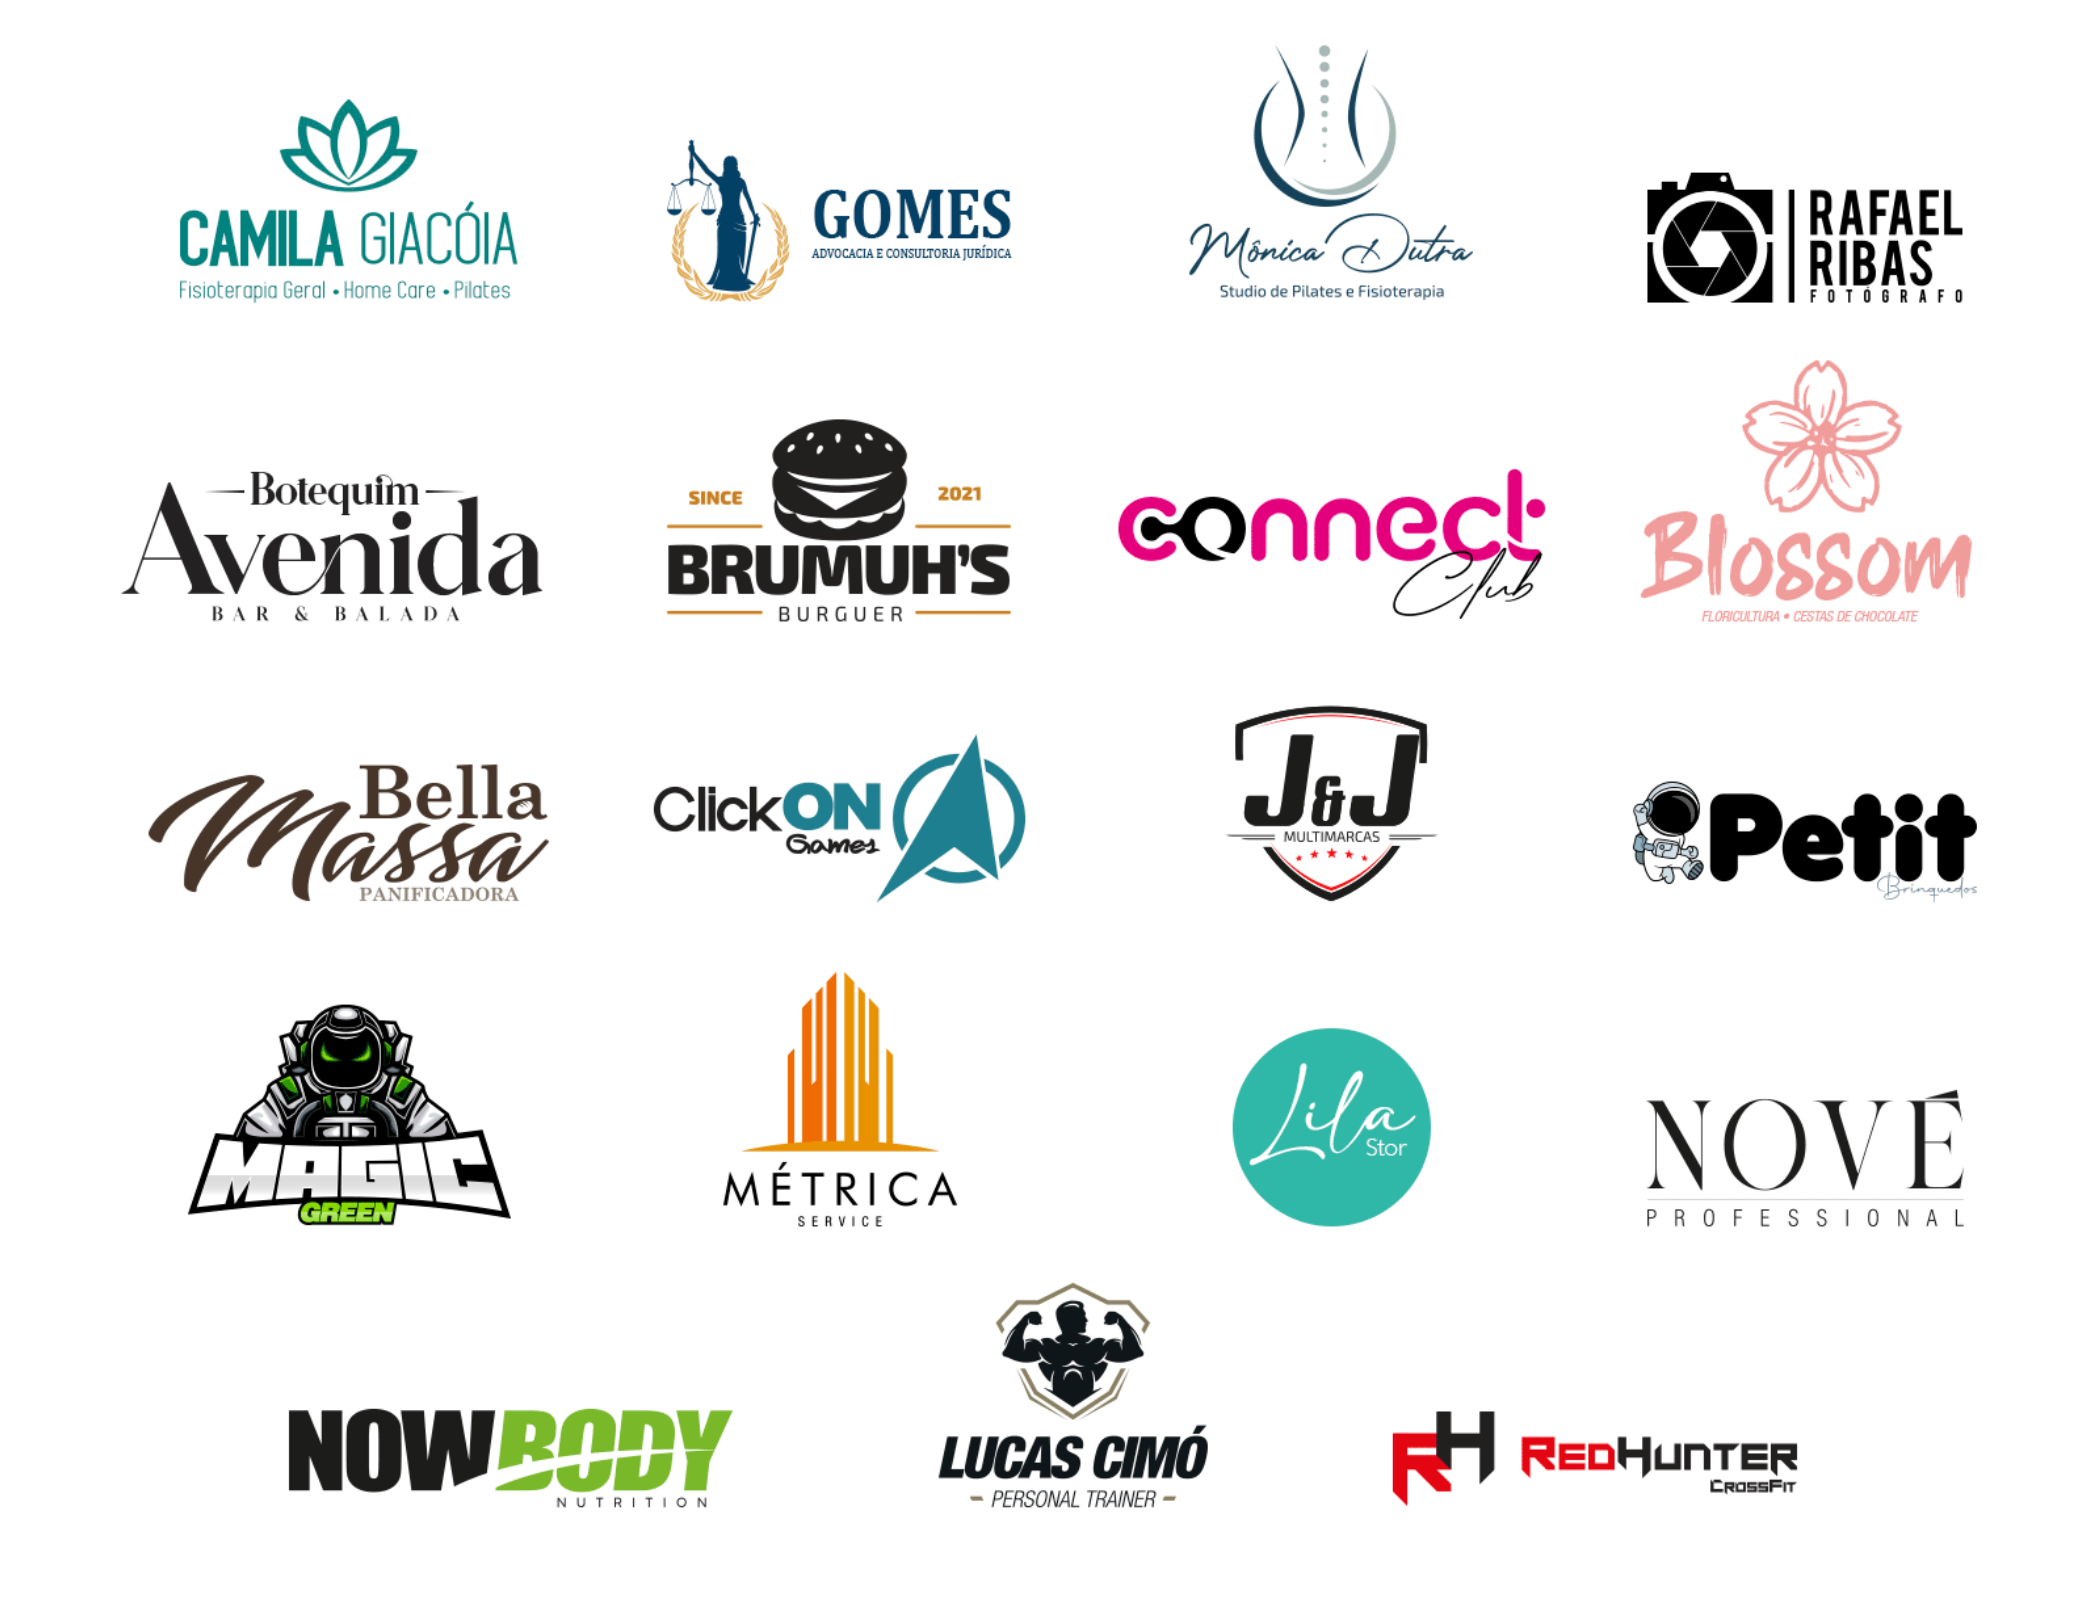 CAMILA GIACÓIA
Fisioterapia Geral • Home Care • Pilates
GOMES
ADVOCACIA E CONSULTORIA JURÍDICA
Mônica Dutra
Studio de Pilates e Fisioterapia
RAFAEL
RIBAS
FOTÓGRAFO
Botequim
Avenida
BAR & BALADA
SINCE 2021
BRUMUH'S
BURGUER
connect
Club
Blossom
FLORICULTURA • CESTAS DE CHOCOLATE
Bella
Massa
PANIFICADORA
ClickON
Games
J&J
MULTIMARCAS
Petit
Brinquedos
MAGIC
GREEN
MÉTRICA
SERVICE
Lila
Stor
NOVÉ
PROFESSIONAL
NOWBODY
NUTRITION
LUCAS CIMÓ
PERSONAL TRAINER
RH REDHUNTER
CROSSFIT